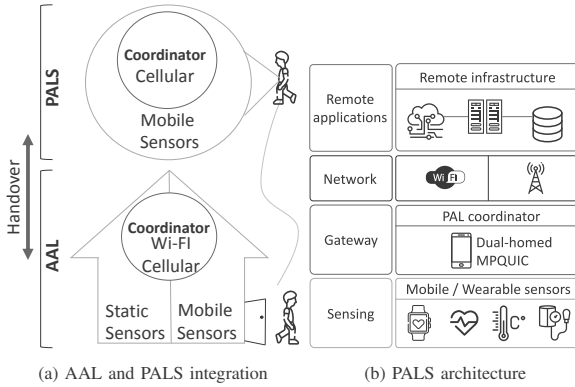 PALS
Coordinator
Cellular
Mobile
Sensors
Handover
AAL
Coordinator
Wi-FI
Cellular
Static
Sensors
Mobile
Sensors
(a) AAL and PALS integration
Remote
applications
Remote infrastructure
Network
Wi FI
Gateway
PAL coordinator
Dual-homed
MPQUIC
Sensing
Mobile / Wearable sensors
C°
(b) PALS architecture